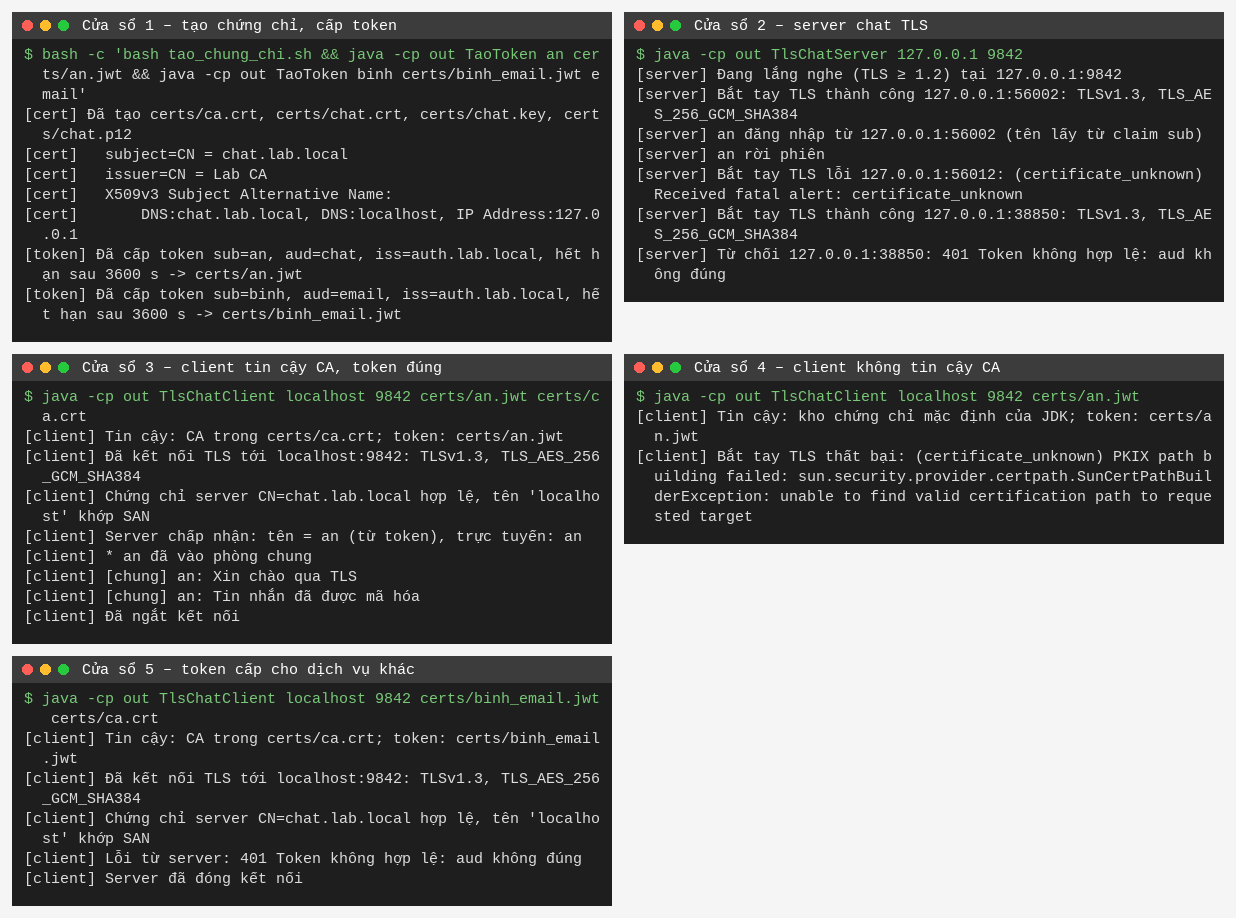 Cửa sổ 1 – tạo chứng chỉ, cấp token
$ bash -c 'bash tao_chung_chi.sh && java -cp out TaoToken an cer
ts/an.jwt && java -cp out TaoToken binh certs/binh_email.jwt e
mail'
[cert] Đã tạo certs/ca.crt, certs/chat.crt, certs/chat.key, cert
s/chat.p12
[cert]   subject=CN = chat.lab.local
[cert]   issuer=CN = Lab CA
[cert]   X509v3 Subject Alternative Name:
[cert]       DNS:chat.lab.local, DNS:localhost, IP Address:127.0
.0.1
[token] Đã cấp token sub=an, aud=chat, iss=auth.lab.local, hết h
ạn sau 3600 s -> certs/an.jwt
[token] Đã cấp token sub=binh, aud=email, iss=auth.lab.local, hế
t hạn sau 3600 s -> certs/binh_email.jwt
Cửa sổ 2 – server chat TLS
$ java -cp out TlsChatServer 127.0.0.1 9842
[server] Đang lắng nghe (TLS ≥ 1.2) tại 127.0.0.1:9842
[server] Bắt tay TLS thành công 127.0.0.1:56002: TLSv1.3, TLS_AE
S_256_GCM_SHA384
[server] an đăng nhập từ 127.0.0.1:56002 (tên lấy từ claim sub)
[server] an rời phiên
[server] Bắt tay TLS lỗi 127.0.0.1:56012: (certificate_unknown)
Received fatal alert: certificate_unknown
[server] Bắt tay TLS thành công 127.0.0.1:38850: TLSv1.3, TLS_AE
S_256_GCM_SHA384
[server] Từ chối 127.0.0.1:38850: 401 Token không hợp lệ: aud kh
ông đúng
Cửa sổ 3 – client tin cậy CA, token đúng
$ java -cp out TlsChatClient localhost 9842 certs/an.jwt certs/c
a.crt
[client] Tin cậy: CA trong certs/ca.crt; token: certs/an.jwt
[client] Đã kết nối TLS tới localhost:9842: TLSv1.3, TLS_AES_256
_GCM_SHA384
[client] Chứng chỉ server CN=chat.lab.local hợp lệ, tên 'localho
st' khớp SAN
[client] Server chấp nhận: tên = an (từ token), trực tuyến: an
[client] * an đã vào phòng chung
[client] [chung] an: Xin chào qua TLS
[client] [chung] an: Tin nhắn đã được mã hóa
[client] Đã ngắt kết nối
Cửa sổ 4 – client không tin cậy CA
$ java -cp out TlsChatClient localhost 9842 certs/an.jwt
[client] Tin cậy: kho chứng chỉ mặc định của JDK; token: certs/a
n.jwt
[client] Bắt tay TLS thất bại: (certificate_unknown) PKIX path b
uilding failed: sun.security.provider.certpath.SunCertPathBuil
derException: unable to find valid certification path to reque
sted target
Cửa sổ 5 – token cấp cho dịch vụ khác
$ java -cp out TlsChatClient localhost 9842 certs/binh_email.jwt
certs/ca.crt
[client] Tin cậy: CA trong certs/ca.crt; token: certs/binh_email
.jwt
[client] Đã kết nối TLS tới localhost:9842: TLSv1.3, TLS_AES_256
_GCM_SHA384
[client] Chứng chỉ server CN=chat.lab.local hợp lệ, tên 'localho
st' khớp SAN
[client] Lỗi từ server: 401 Token không hợp lệ: aud không đúng
[client] Server đã đóng kết nối